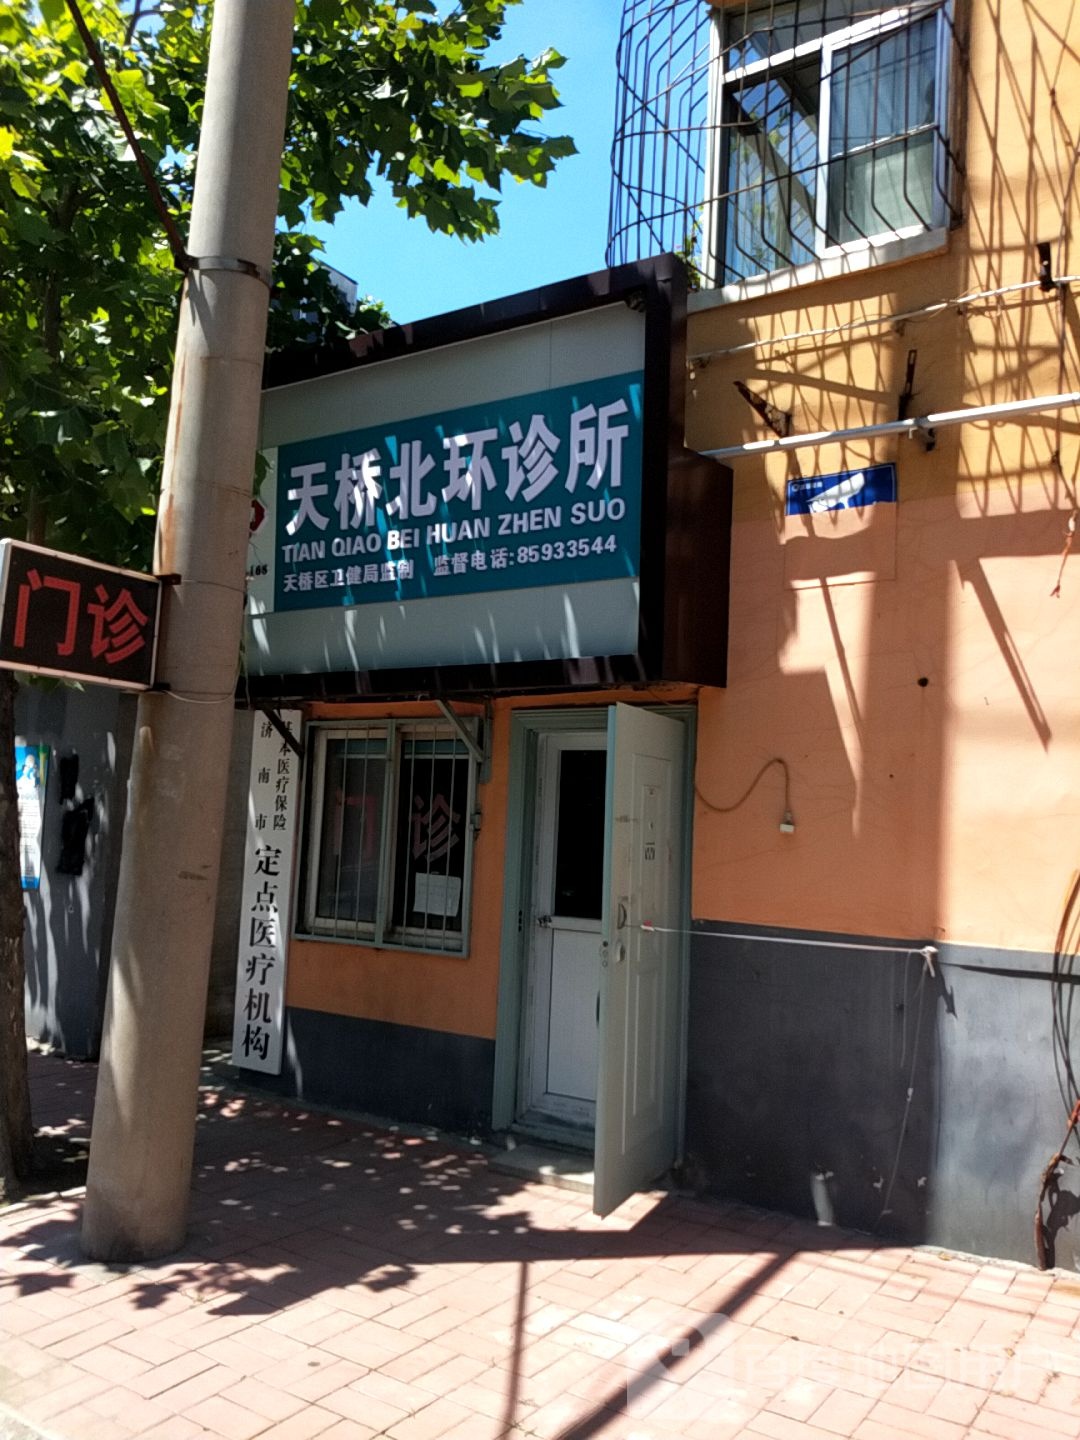 天桥北环诊所
TIAN QIAO BEI HUAN ZHEN SUO
天桥区卫健局监制 监督电话:85933544
门诊
济南市
基本医疗保险
定点医疗机构
门诊